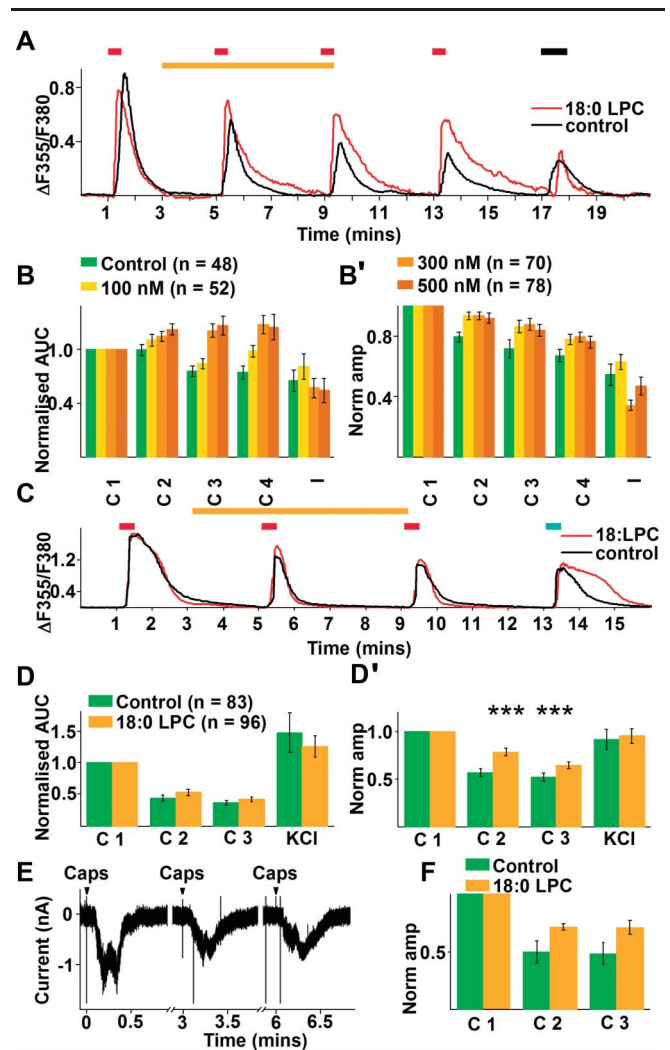 A
ΔF355/F380
0.8
0.4
18:0 LPC
control
1 3 5 7 9 11 13 15 17 19
Time (mins)
B
Control (n = 48)
100 nM (n = 52)
B'
300 nM (n = 70)
500 nM (n = 78)
Normalised AUC
1.0
0.4
C 1 C 2 C 3 C 4 I
Norm amp
0.8
0.4
C 1 C 2 C 3 C 4 I
C
ΔF355/F380
1.2
0.4
18:LPC
control
1 2 3 4 5 6 7 8 9 10 11 12 13 14 15
Time (mins)
D
Control (n = 83)
18:0 LPC (n = 96)
Normalised AUC
1.5
1.0
0.5
C 1 C 2 C 3 KCl
D'
*** ***
Norm amp
1.0
0.5
C 1 C 2 C 3 KCl
E
Caps Caps Caps
Current (nA)
0
-1
0 0.5 3 3.5 6 6.5
Time (mins)
F
Control
18:0 LPC
Norm amp
0.5
C 1 C 2 C 3